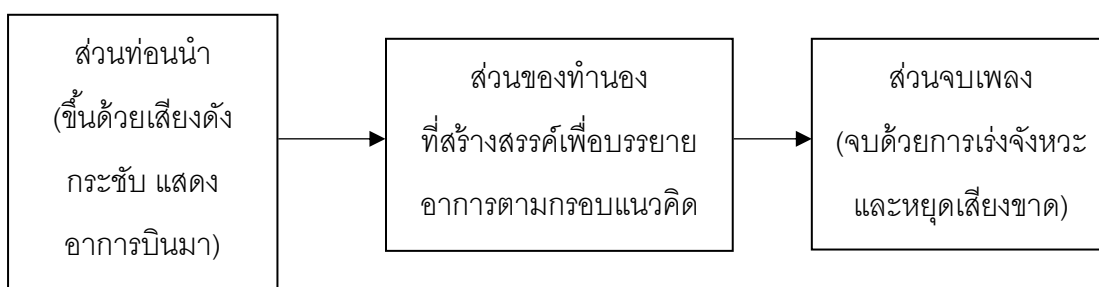 ส่วนท่อนนำ
(ขึ้นด้วยเสียงดัง
กระชับ แสดง
อาการบินมา)
ส่วนของทำนอง
ที่สร้างสรรค์เพื่อบรรยาย
อาการตามกรอบแนวคิด
ส่วนจบเพลง
(จบด้วยการเร่งจังหวะ
และหยุดเสียงขาด)